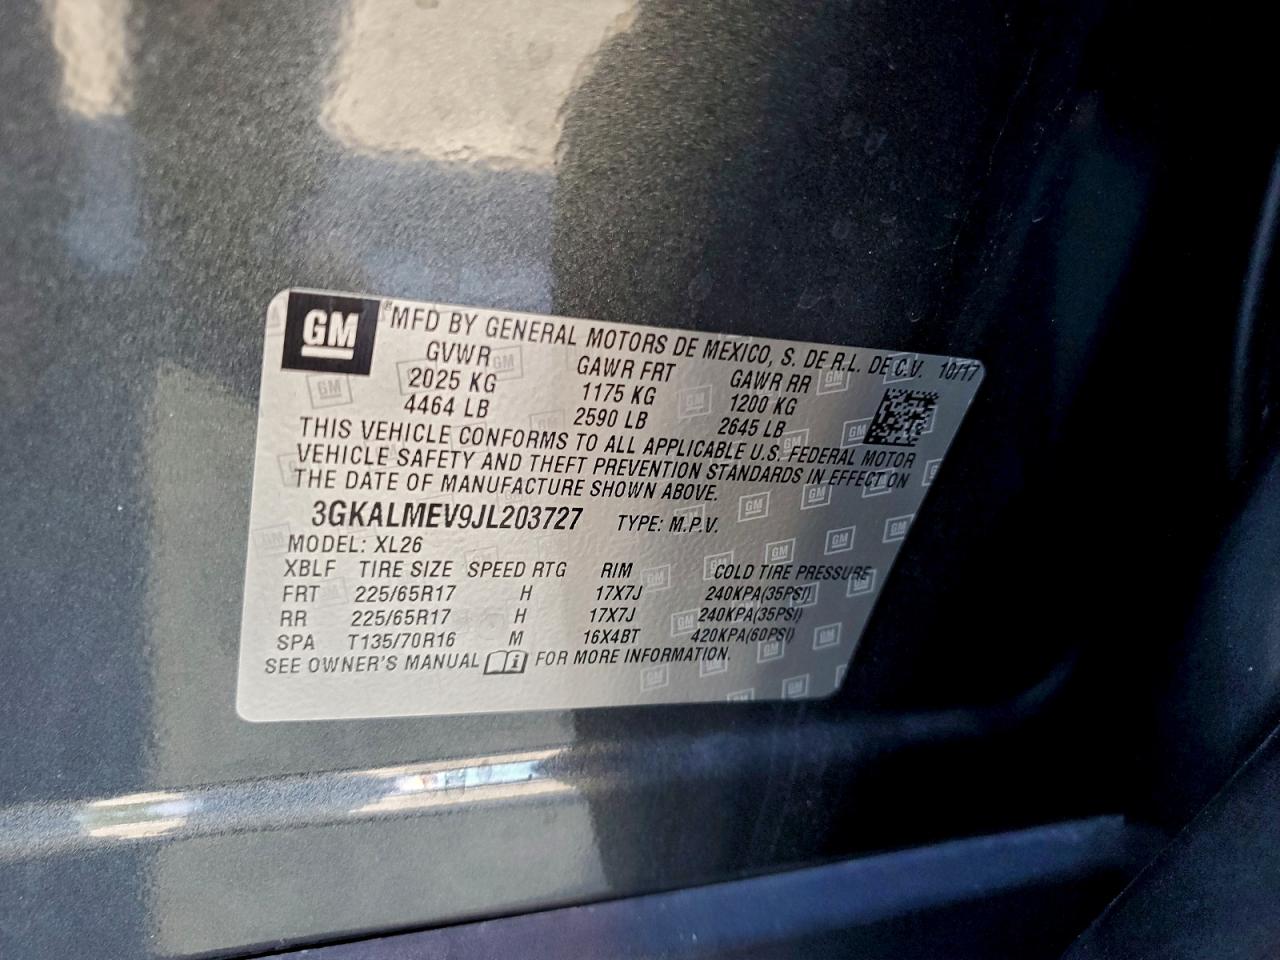 GM
MFD BY GENERAL MOTORS DE MEXICO, S. DE R.L. DE C.V. 10/17
GVWR GAWR FRT GAWR RR
2025 KG 1175 KG 1200 KG
4464 LB 2590 LB 2645 LB
THIS VEHICLE CONFORMS TO ALL APPLICABLE U.S. FEDERAL MOTOR
VEHICLE SAFETY AND THEFT PREVENTION STANDARDS IN EFFECT ON
THE DATE OF MANUFACTURE SHOWN ABOVE.
3GKALMEV9JL203727 TYPE: M.P.V.
MODEL: XL26
XBLF TIRE SIZE SPEED RTG RIM COLD TIRE PRESSURE
FRT 225/65R17 H 17X7J 240KPA(35PSI)
RR 225/65R17 H 17X7J 240KPA(35PSI)
SPA T135/70R16 M 16X4BT 420KPA(60PSI)
SEE OWNER'S MANUAL FOR MORE INFORMATION.